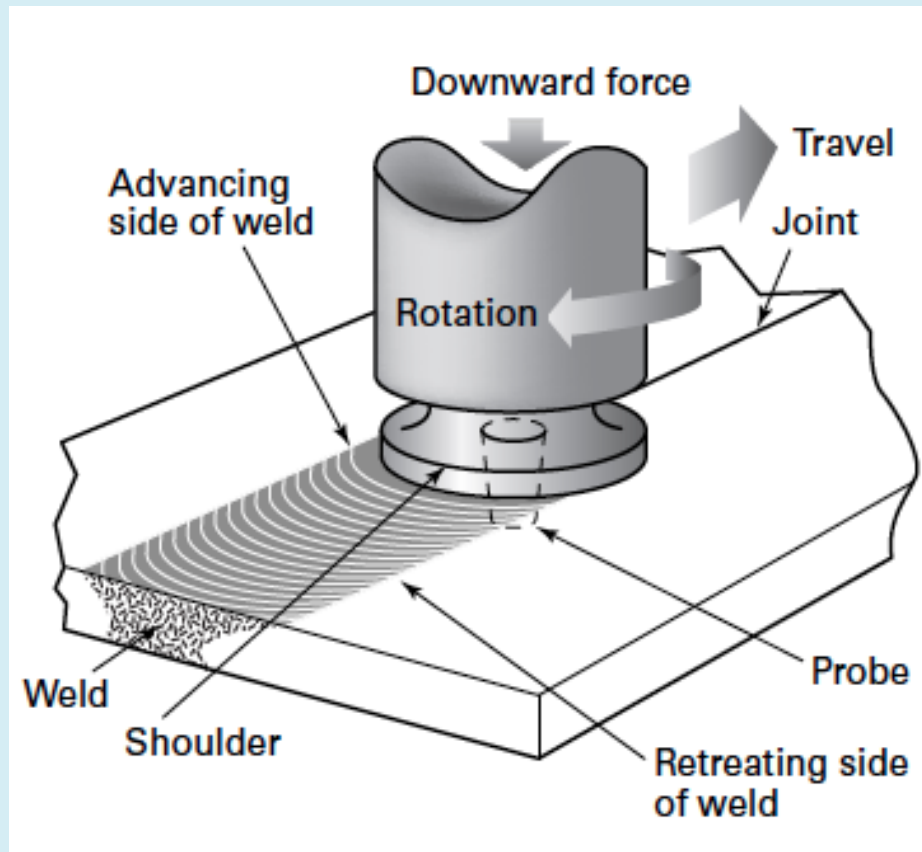 Downward force
Travel
Advancing
side of weld
Joint
Rotation
Probe
Weld
Shoulder
Retreating side
of weld